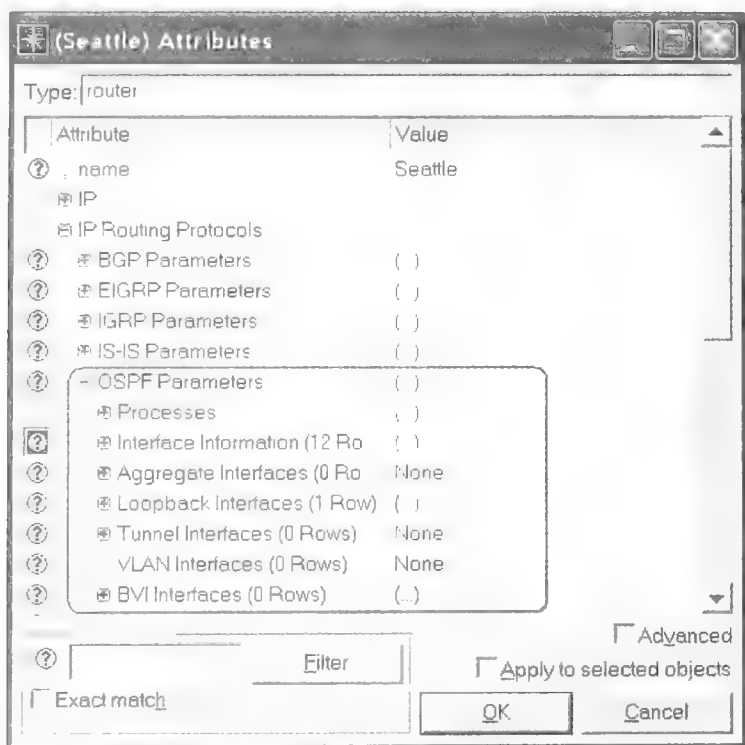 (Seattle) Attributes
Type: router
Attribute Value
name Seattle
IP
IP Routing Protocols
BGP Parameters ( )
EIGRP Parameters ( )
IGRP Parameters ( )
IS-IS Parameters ( )
OSPF Parameters ( )
Processes ( )
Interface Information (12 Ro ( )
Aggregate Interfaces (0 Ro None
Loopback Interfaces (1 Row) ( )
Tunnel Interfaces (0 Rows) None
VLAN Interfaces (0 Rows) None
BVI Interfaces (0 Rows) (...)
Advanced
Filter
Apply to selected objects
Exact match
OK
Cancel